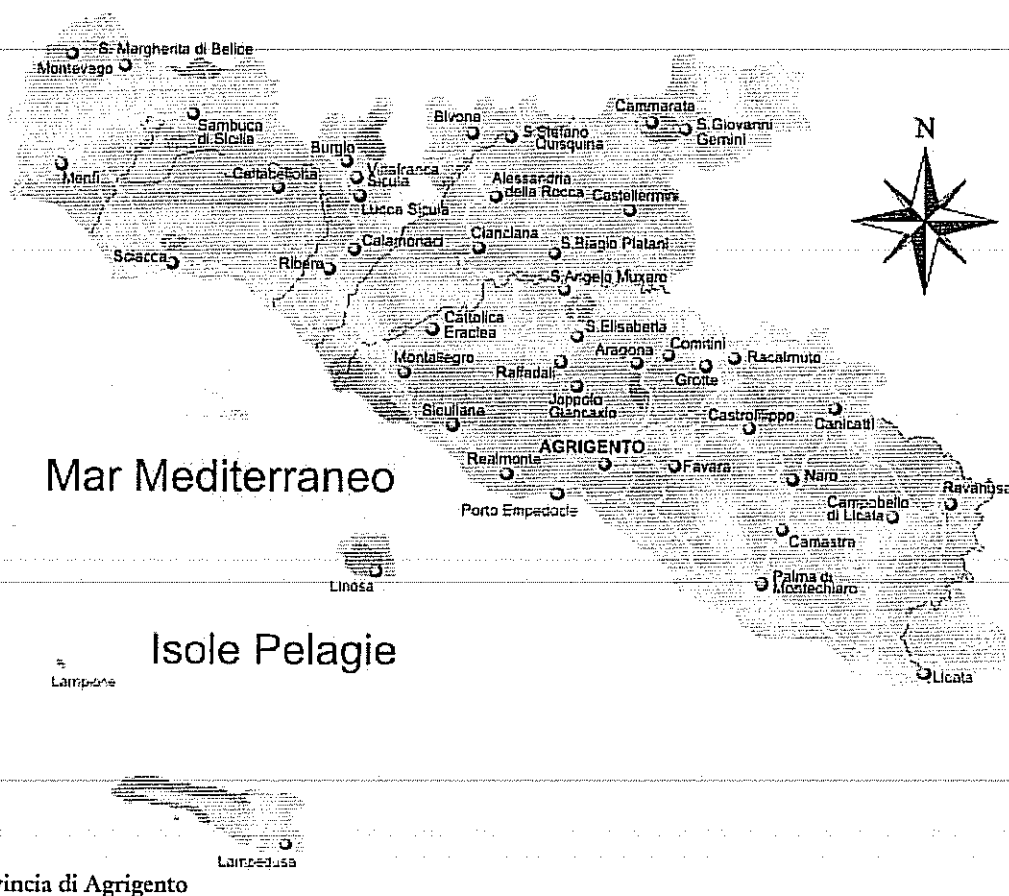 S. Margherita di Belice
Montevago
Sambuca
di Sicilia
Menfi
Caltabellotta
Burgio
Villafranca
Sicula
Lucca Sicula
Bivona
S. Stefano
Quisquina
Cammarata
S. Giovanni
Gemini
N
Alessandria
della Rocca
Castellermini
Sciacca
Ribera
Calamonaci
Cianciana
S. Biagio Platani
S. Angelo Muxaro
Cattolica
Eraclea
S. Elisabetta
Montallegro
Raffadali
Aragona
Comitini
Racalmuto
Grotte
Joppolo
Giancaxio
Siculiana
Castrofilippo
Canicatti
AGRIGENTO
Realmonte
Favara
Naro
Ravanusa
Campobello
di Licata
Porto Empedocle
Camastra
Mar Mediterraneo
Linosa
Palma di
Montechiaro
Isole Pelagie
Lampione
Licata
Lampedusa
vincia di Agrigento